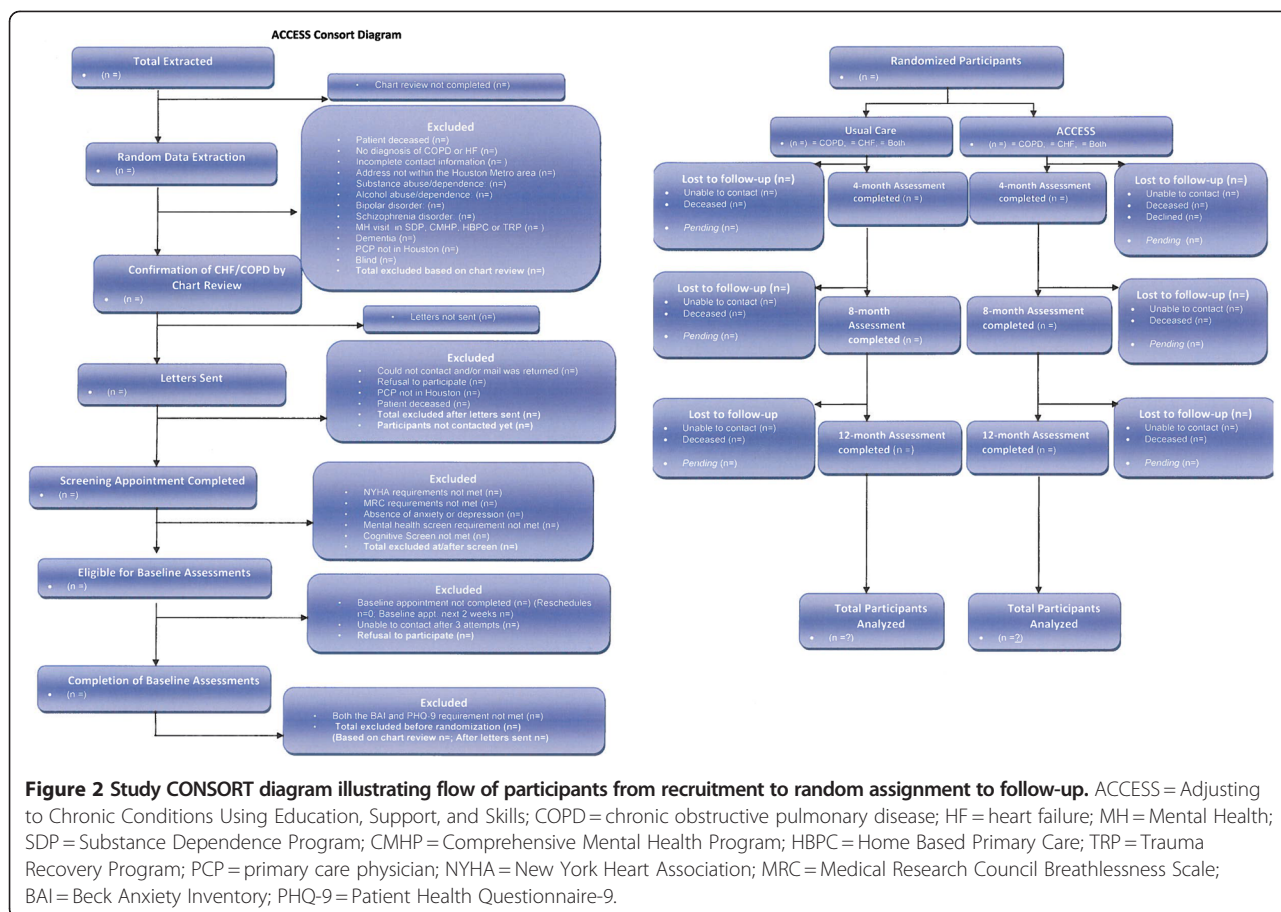 ACCESS Consort Diagram
Total Extracted
• (n =)
• Chart review not completed (n=)
Excluded
• Patient deceased (n=)
• No diagnosis of COPD or HF (n=)
• Incomplete contact information (n= )
• Address not within the Houston Metro area (n=)
• Substance abuse/dependence (n=)
• Alcohol abuse/dependence (n=)
• Bipolar disorder (n=)
• Schizophrenia disorder (n=)
• MH visit in SDP, CMHP, HBPC or TRP (n= )
• Dementia (n=)
• PCP not in Houston (n=)
• Blind (n=)
• Total excluded based on chart review (n=)
Random Data Extraction
• (n =)
Confirmation of CHF/COPD by
Chart Review
• (n =)
• Letters not sent (n=)
Excluded
• Could not contact and/or mail was returned (n=)
• Refusal to participate (n=)
• PCP not in Houston (n=)
• Patient deceased (n=)
• Total excluded after letters sent (n=)
• Participants not contacted yet (n=)
Letters Sent
• (n =)
Screening Appointment Completed
• (n =)
Excluded
• NYHA requirements not met (n=)
• MRC requirements not met (n=)
• Absence of anxiety or depression (n=)
• Mental health screen requirement not met (n=)
• Cognitive Screen not met (n=)
• Total excluded at/after screen (n=)
Eligible for Baseline Assessments
• (n =)
Excluded
• Baseline appointment not completed (n=) (Reschedules
n=0, Baseline appt. next 2 weeks n=)
• Unable to contact after 3 attempts (n=)
• Refusal to participate (n=)
Completion of Baseline Assessments
• (n =)
Excluded
• Both the BAI and PHQ-9 requirement not met (n=)
• Total excluded before randomization (n=)
(Based on chart review n=; After letters sent n=)
Randomized Participants
• (n =)
Usual Care
• (n =) = COPD, = CHF, = Both
ACCESS
• (n =) = COPD, = CHF, = Both
Lost to follow-up (n=)
• Unable to contact (n=)
• Deceased (n=)
• Pending (n=)
4-month Assessment
completed (n =)
4-month Assessment
completed (n =)
Lost to follow-up (n=)
• Unable to contact (n=)
• Deceased (n=)
• Declined (n=)
• Pending (n=)
Lost to follow-up (n=)
• Unable to contact (n=)
• Deceased (n=)
• Pending (n=)
8-month
Assessment
completed (n =)
8-month Assessment
completed (n =)
Lost to follow-up (n=)
• Unable to contact (n=)
• Deceased (n=)
• Pending (n=)
Lost to follow-up
• Unable to contact (n=)
• Deceased (n=)
• Pending (n=)
12-month Assessment
completed (n =)
12-month Assessment
completed (n =)
Lost to follow-up (n=)
• Unable to contact (n=)
• Deceased (n=)
• Pending (n=)
Total Participants
Analyzed
• (n =?)
Total Participants
Analyzed
• (n =?)
Figure 2 Study CONSORT diagram illustrating flow of participants from recruitment to random assignment to follow-up. ACCESS = Adjusting
to Chronic Conditions Using Education, Support, and Skills; COPD = chronic obstructive pulmonary disease; HF = heart failure; MH = Mental Health;
SDP = Substance Dependence Program; CMHP = Comprehensive Mental Health Program; HBPC = Home Based Primary Care; TRP = Trauma
Recovery Program; PCP = primary care physician; NYHA = New York Heart Association; MRC = Medical Research Council Breathlessness Scale;
BAI = Beck Anxiety Inventory; PHQ-9 = Patient Health Questionnaire-9.